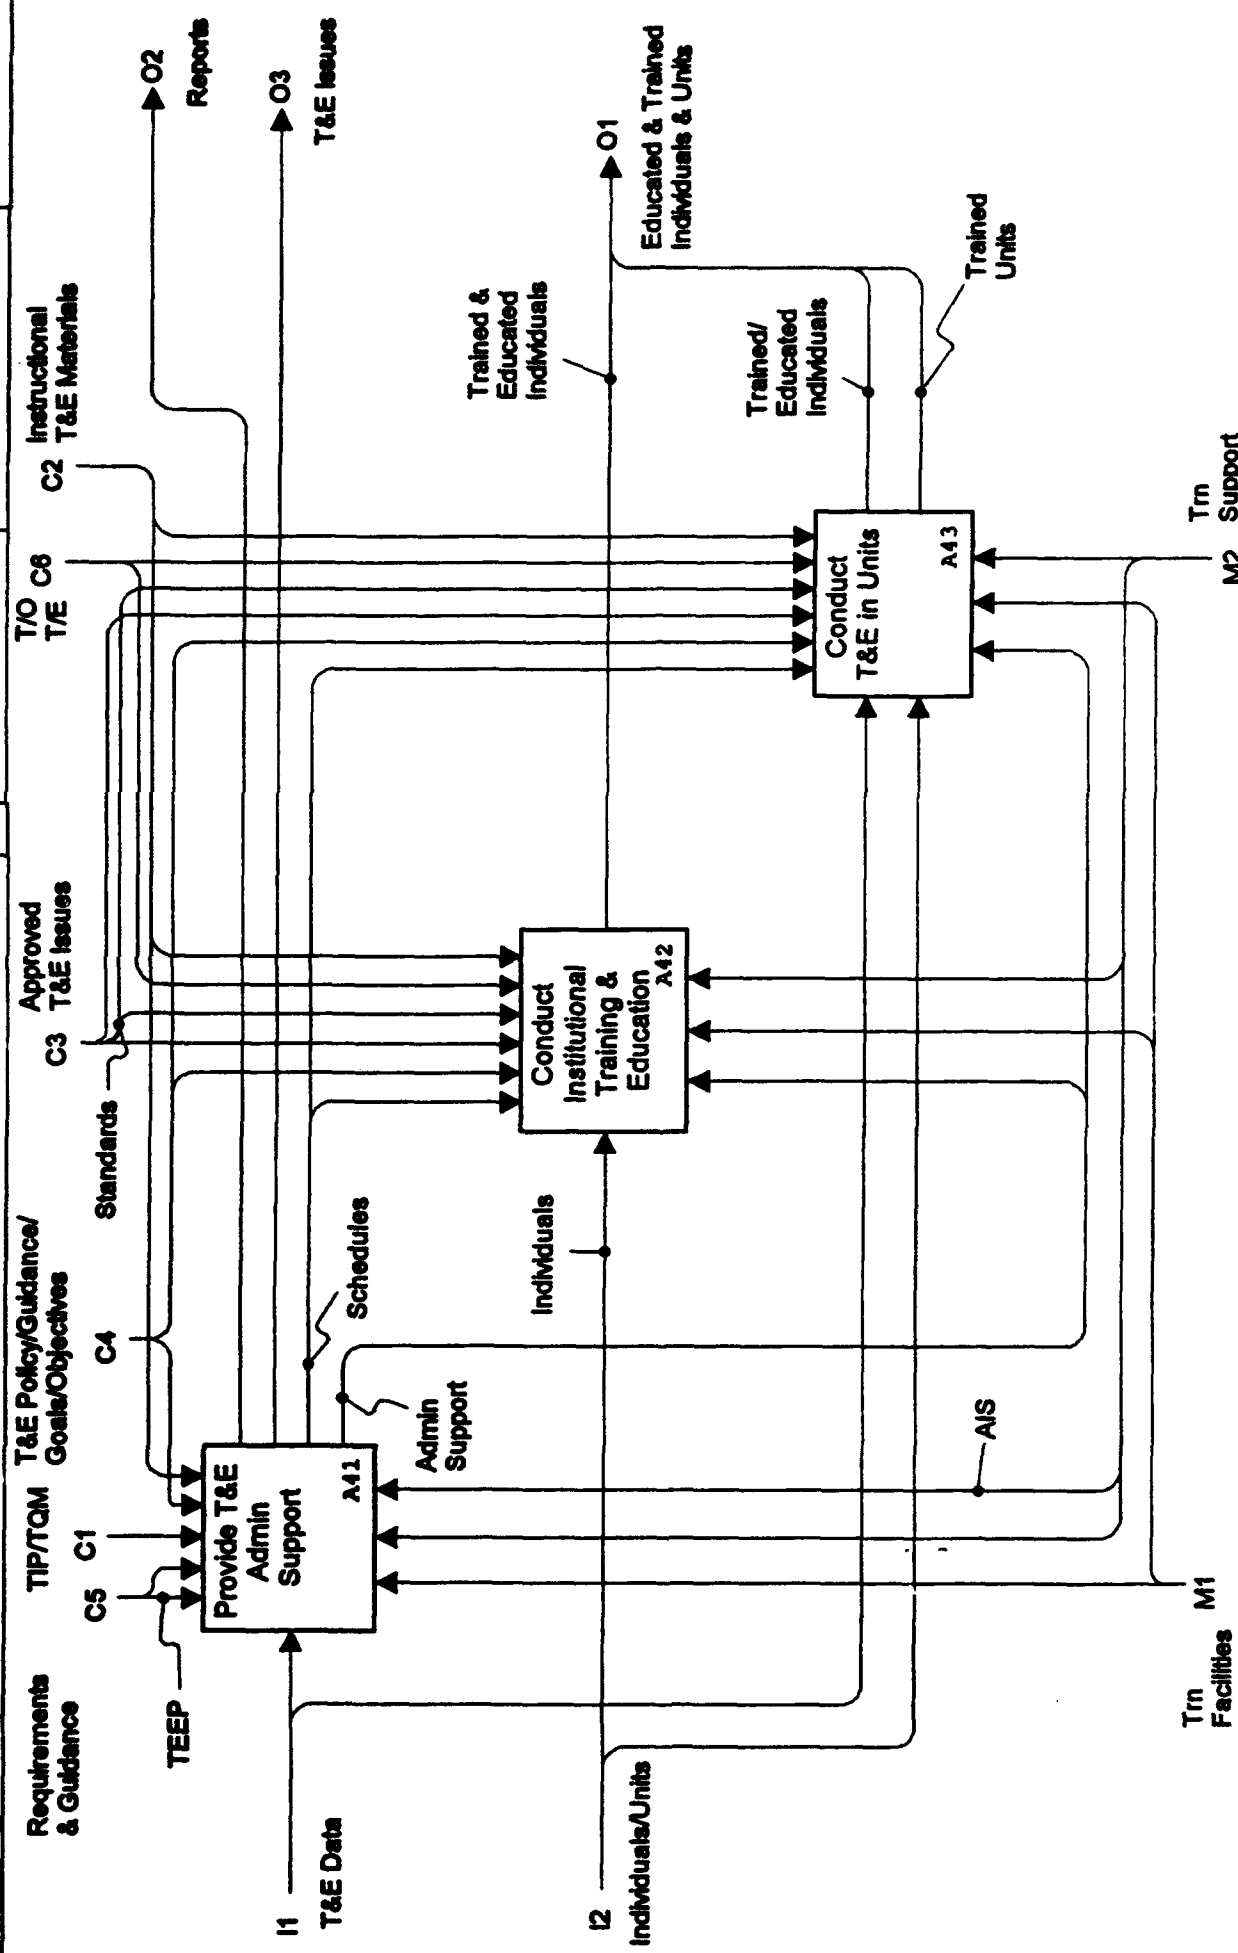 Requirements
& Guidance
C5
TIP/TQM
C1
T&E Policy/Guidance/
Goals/Objectives
C4
Approved
T&E Issues
C3
T/O
T/E
C6
Instructional
T&E Materials
C2
TEEP
Standards
O2
Reports
O3
T&E Issues
I1
T&E Data
Provide T&E
Admin
Support
A41
Schedules
Admin
Support
I2
Individuals/Units
Individuals
Conduct
Institutional
Training &
Education
A42
Trained &
Educated
Individuals
O1
Educated & Trained
Individuals & Units
Conduct
T&E in Units
A43
Trained/
Educated
Individuals
Trained
Units
AIS
Trn
Facilities
M1
Trn
Support
M2